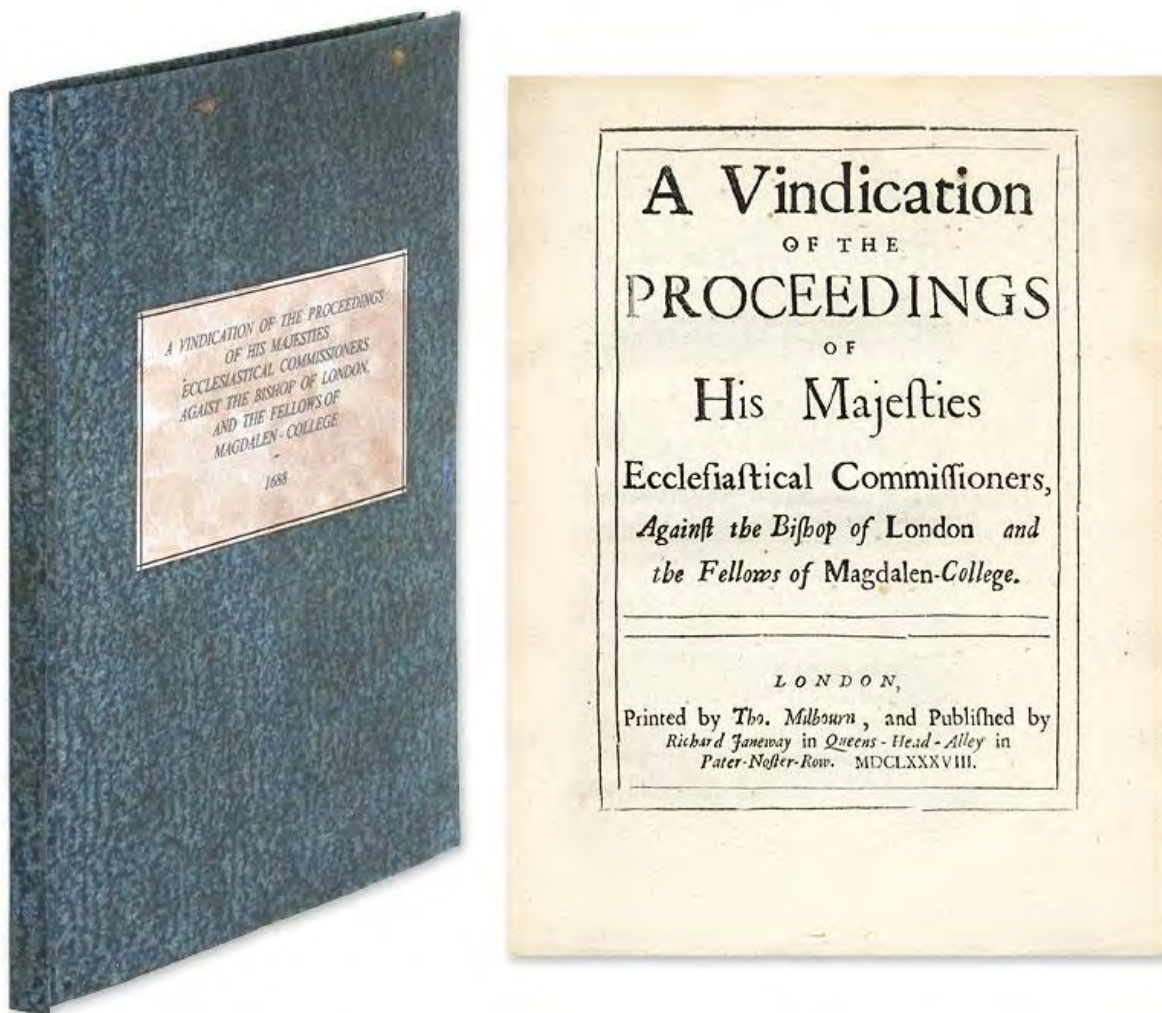 A VINDICATION OF THE PROCEEDINGS
OF HIS MAJESTIES
ECCLESIASTICAL COMMISSIONERS
AGAIST THE BISHOP OF LONDON,
AND THE FELLOWS OF
MAGDALEN - COLLEGE
-
1688
A Vindication
OF THE
PROCEEDINGS
OF
His Majeſties
Eccleſiaſtical Commiſſioners,
Againſt the Biſhop of London and
the Fellows of Magdalen-College.
LONDON,
Printed by Tho. Milbourn, and Publiſhed by
Richard Janeway in Queens-Head-Alley in
Pater-Noſter-Row. MDCLXXXVIII.